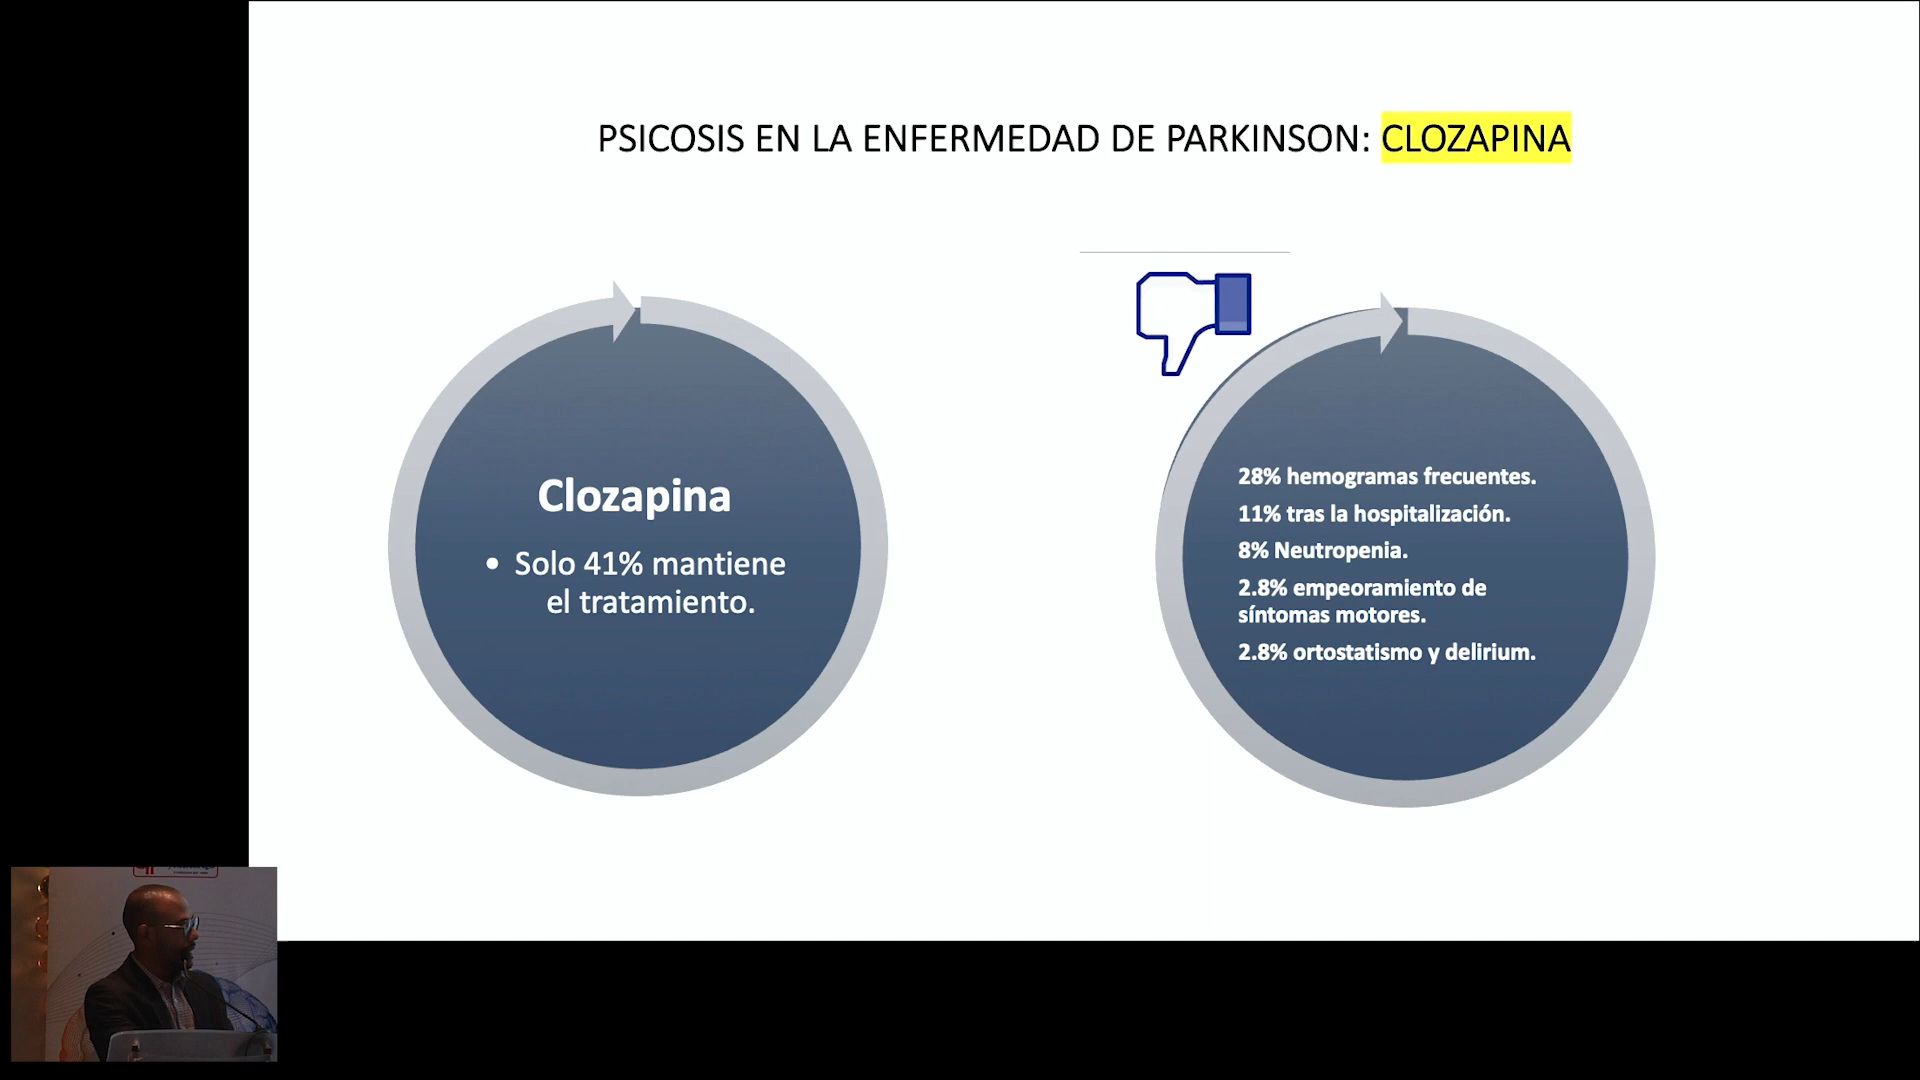 PSICOSIS EN LA ENFERMEDAD DE PARKINSON: CLOZAPINA
Clozapina
• Solo 41% mantiene
el tratamiento.
28% hemogramas frecuentes.
11% tras la hospitalización.
8% Neutropenia.
2.8% empeoramiento de
síntomas motores.
2.8% ortostatismo y delirium.